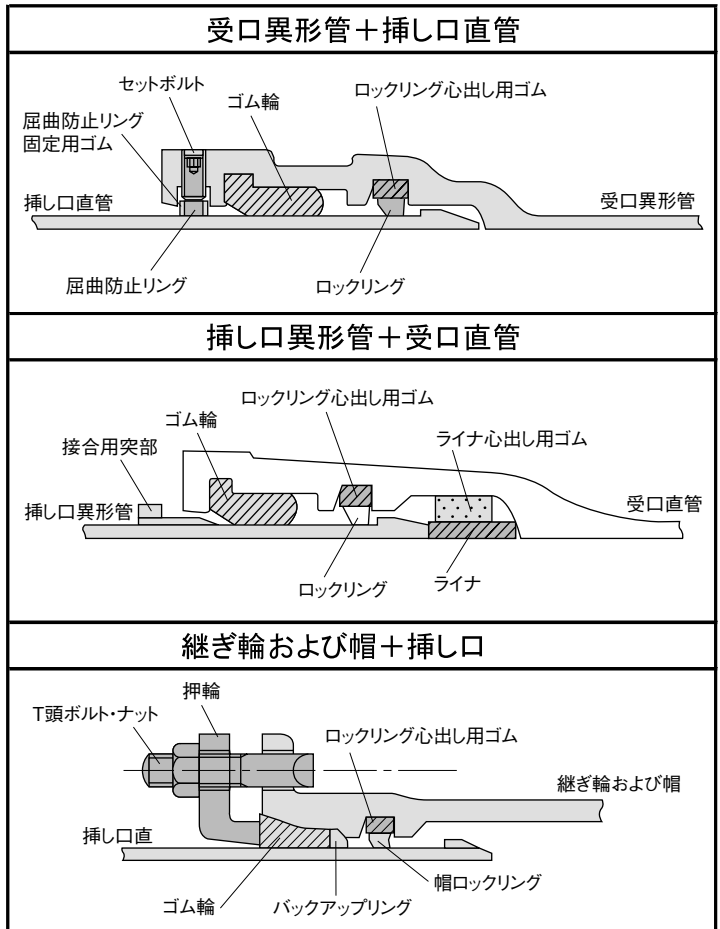 受口異形管＋挿し口直管
セットボルト
ゴム輪
ロックリング心出し用ゴム
屈曲防止リング
固定用ゴム
挿し口直管
受口異形管
屈曲防止リング
ロックリング
挿し口異形管＋受口直管
ロックリング心出し用ゴム
ゴム輪
ライナ心出し用ゴム
接合用突部
挿し口異形管
受口直管
ロックリング
ライナ
継ぎ輪および帽＋挿し口
押輪
T頭ボルト・ナット
ロックリング心出し用ゴム
継ぎ輪および帽
挿し口直
帽ロックリング
ゴム輪
バックアップリング